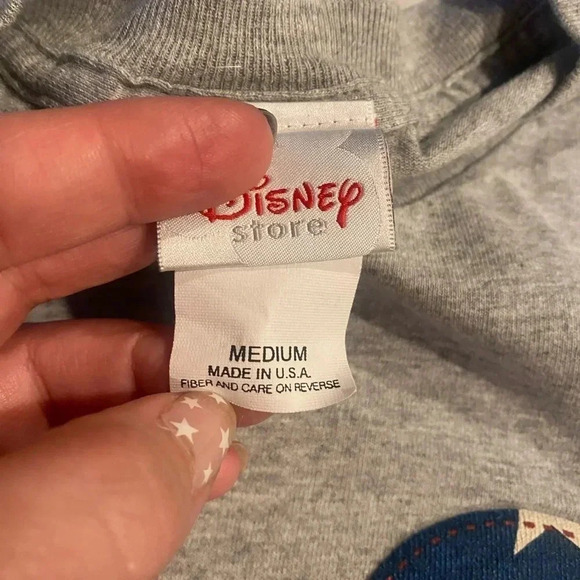 Disney
store
MEDIUM
MADE IN U.S.A.
FIBER AND CARE ON REVERSE